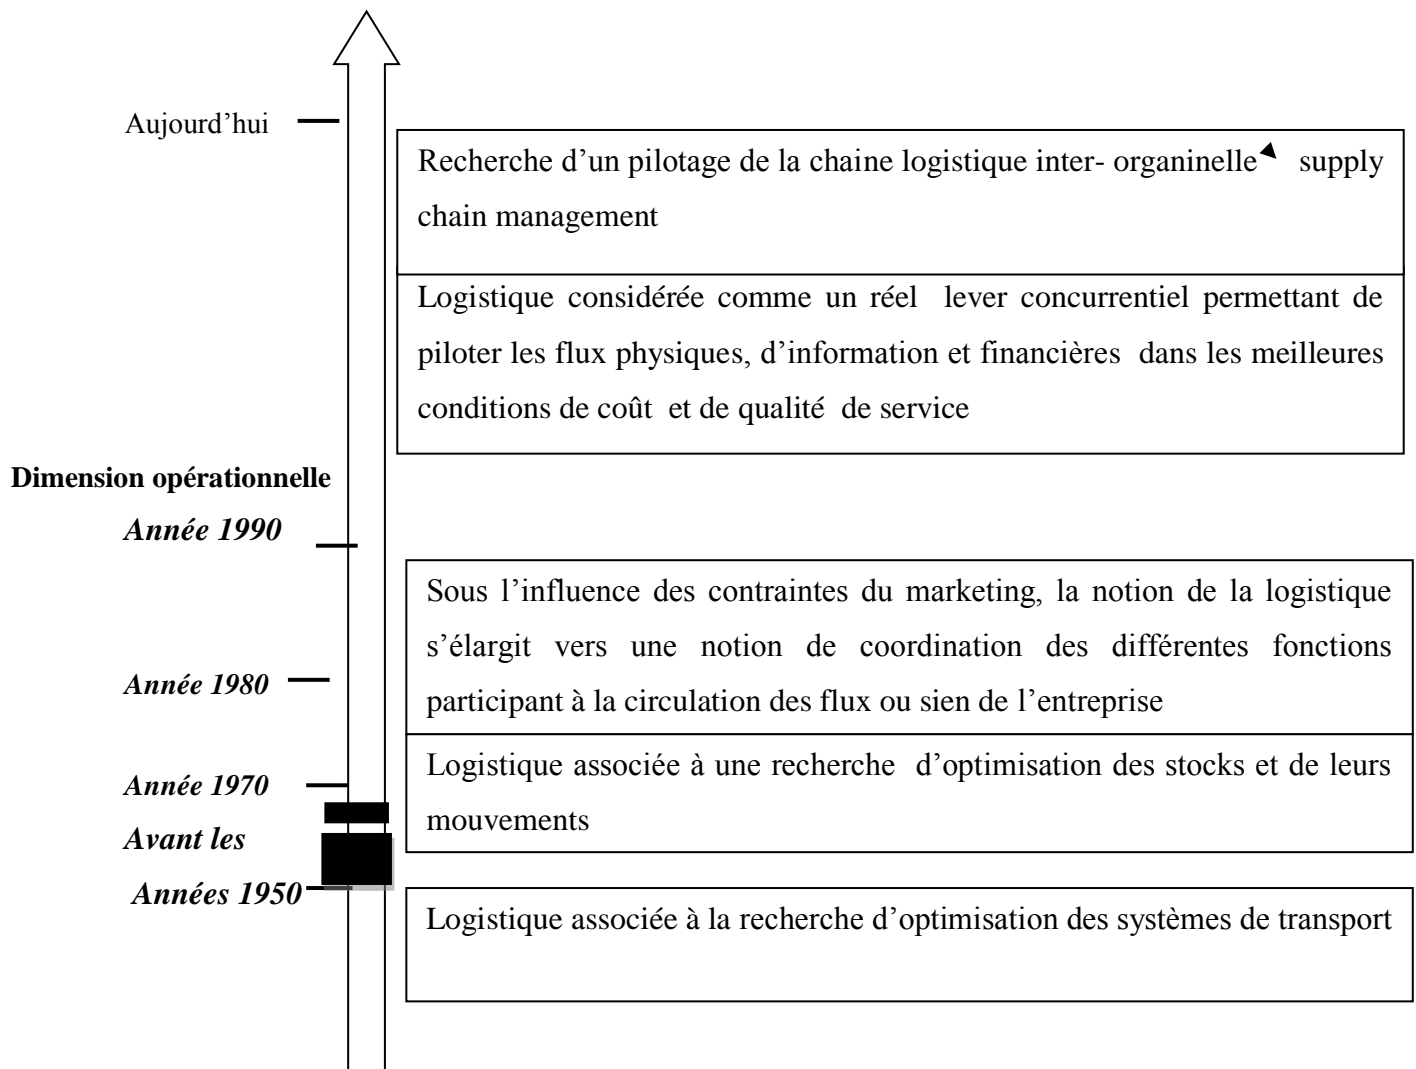 Aujourd’hui
Recherche d’un pilotage de la chaine logistique inter- organinelle supply
chain management
Logistique considérée comme un réel lever concurrentiel permettant de
piloter les flux physiques, d’information et financières dans les meilleures
conditions de coût et de qualité de service
Dimension opérationnelle
Année 1990
Sous l’influence des contraintes du marketing, la notion de la logistique
s’élargit vers une notion de coordination des différentes fonctions
participant à la circulation des flux ou sien de l’entreprise
Année 1980
Logistique associée à une recherche d’optimisation des stocks et de leurs
mouvements
Année 1970
Avant les
Années 1950
Logistique associée à la recherche d’optimisation des systèmes de transport